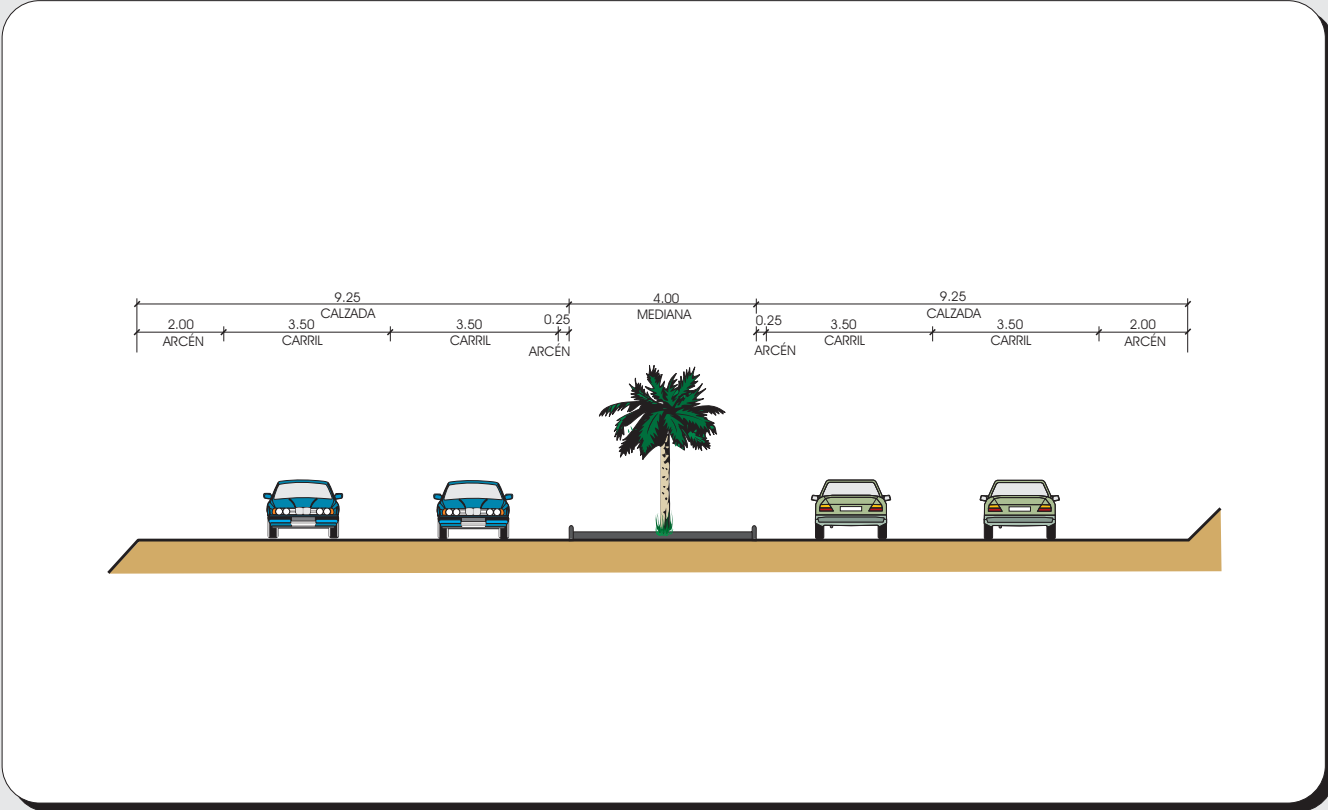 9.25
CALZADA
4.00
MEDIANA
9.25
CALZADA
2.00
ARCÉN
3.50
CARRIL
3.50
CARRIL
0.25
ARCÉN
0.25
ARCÉN
3.50
CARRIL
3.50
CARRIL
2.00
ARCÉN